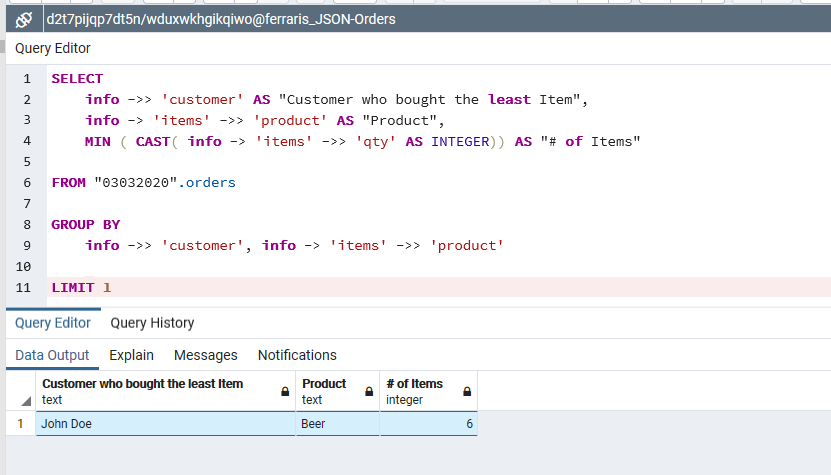 d2t7pijqp7dt5n/wduxwkhgikqiwo@ferraris_JSON-Orders
Query Editor
1 SELECT
2 info ->> 'customer' AS "Customer who bought the least Item",
3 info -> 'items' ->> 'product' AS "Product",
4 MIN ( CAST( info -> 'items' ->> 'qty' AS INTEGER)) AS "# of Items"
5
6 FROM "03032020".orders
7
8 GROUP BY
9 info ->> 'customer', info -> 'items' ->> 'product'
10
11 LIMIT 1
Query Editor Query History
Data Output Explain Messages Notifications
Customer who bought the least Item Product # of Items
text text integer
1 John Doe Beer 6